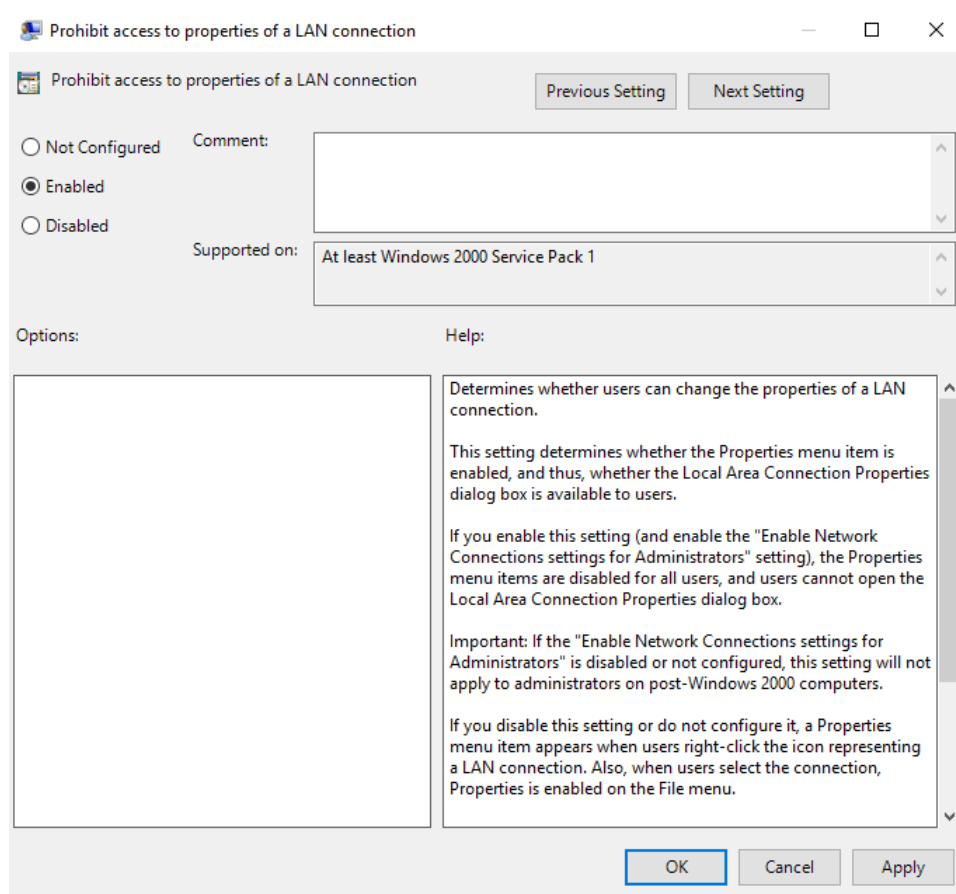 Prohibit access to properties of a LAN connection
Prohibit access to properties of a LAN connection
Previous Setting
Next Setting
Not Configured
Enabled
Disabled
Comment:
Supported on:
At least Windows 2000 Service Pack 1
Options:
Help:
Determines whether users can change the properties of a LAN
connection.
This setting determines whether the Properties menu item is
enabled, and thus, whether the Local Area Connection Properties
dialog box is available to users.
If you enable this setting (and enable the "Enable Network
Connections settings for Administrators" setting), the Properties
menu items are disabled for all users, and users cannot open the
Local Area Connection Properties dialog box.
Important: If the "Enable Network Connections settings for
Administrators" is disabled or not configured, this setting will not
apply to administrators on post-Windows 2000 computers.
If you disable this setting or do not configure it, a Properties
menu item appears when users right-click the icon representing
a LAN connection. Also, when users select the connection,
Properties is enabled on the File menu.
OK
Cancel
Apply